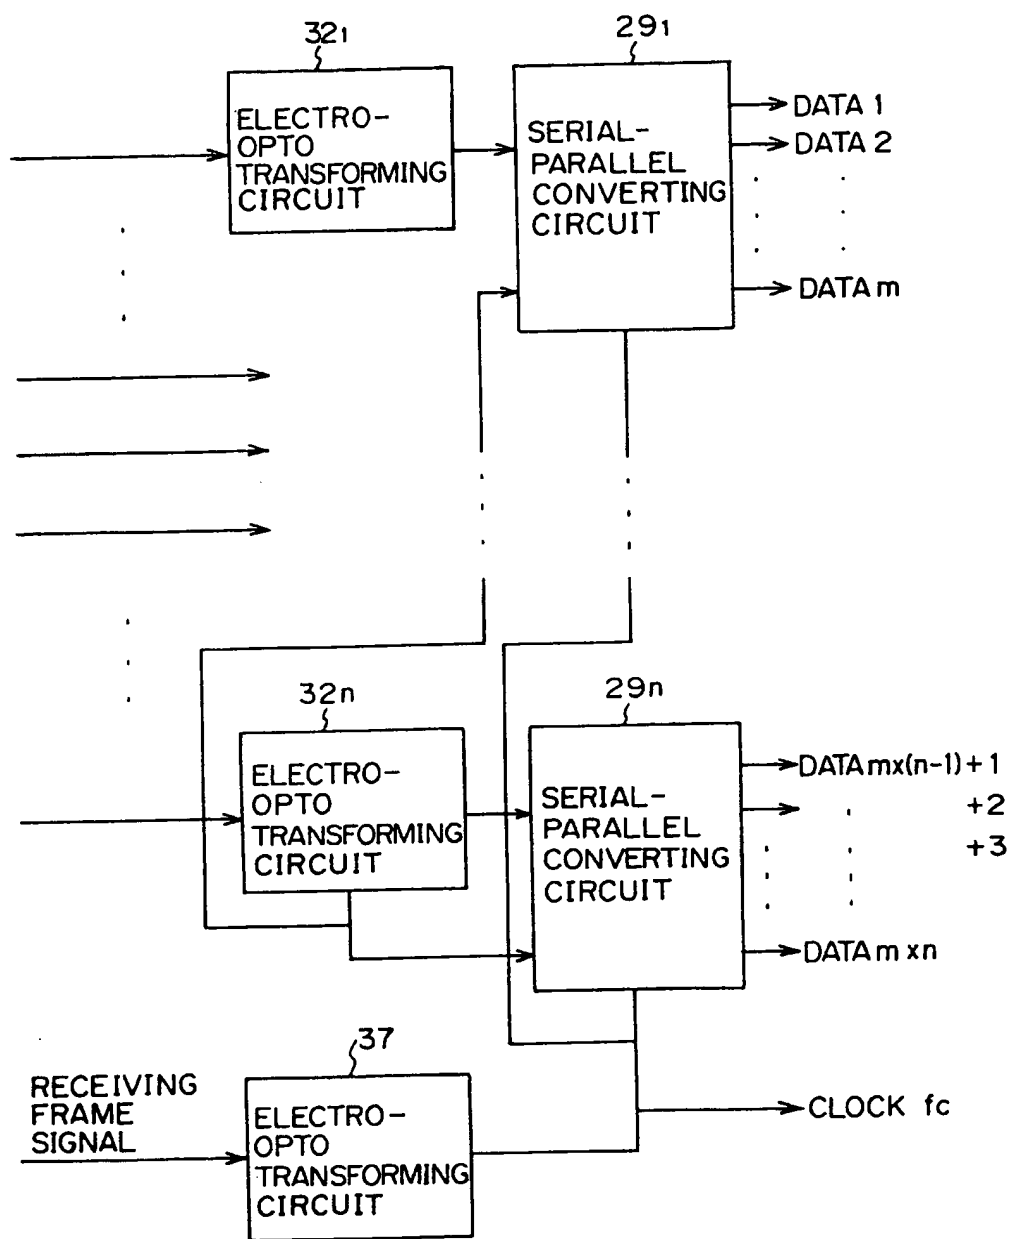 32₁
29₁
ELECTRO-
OPTO
TRANSFORMING
CIRCUIT
SERIAL-
PARALLEL
CONVERTING
CIRCUIT
DATA 1
DATA 2
DATA m
32n
29n
ELECTRO-
OPTO
TRANSFORMING
CIRCUIT
SERIAL-
PARALLEL
CONVERTING
CIRCUIT
DATA mx(n-1)+1
+2
+3
DATA m xn
37
RECEIVING
FRAME
SIGNAL
ELECTRO-
OPTO
TRANSFORMING
CIRCUIT
CLOCK fc